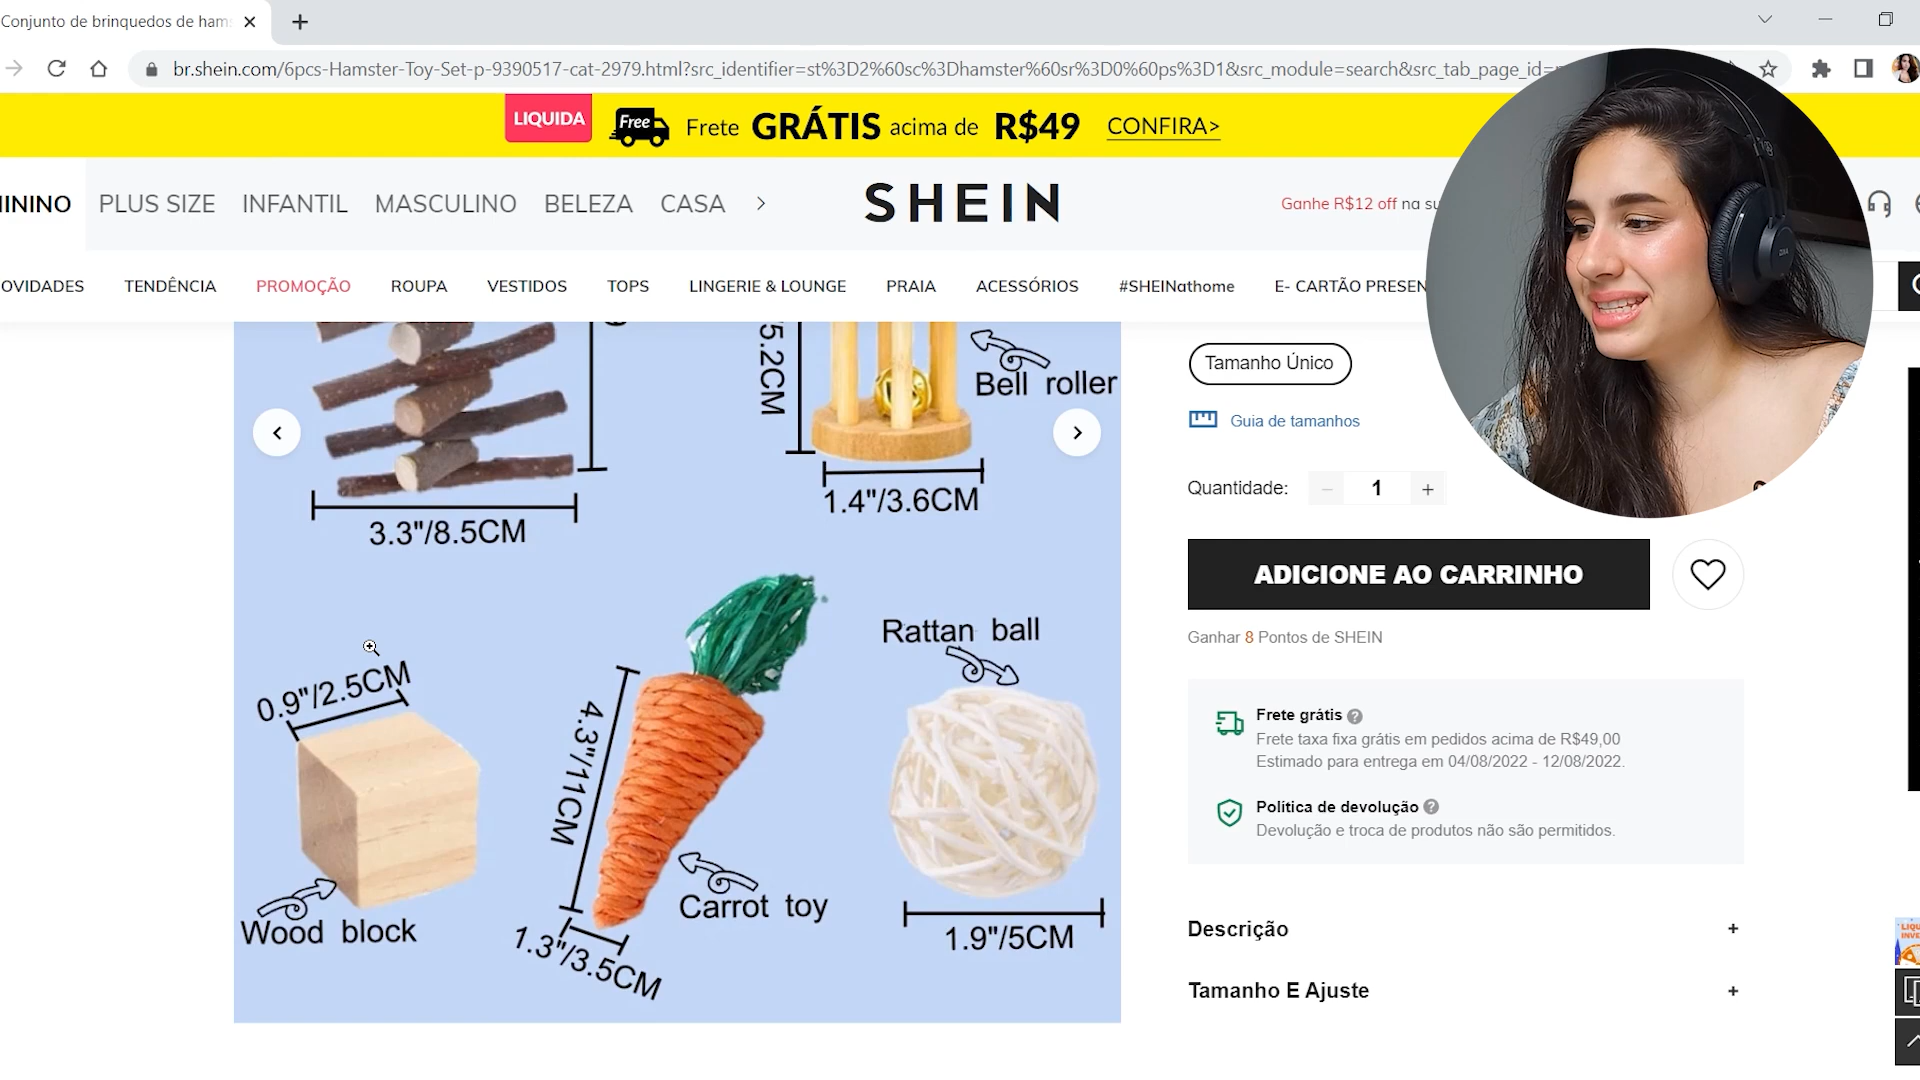 Conjunto de brinquedos de ham
br.shein.com/6pcs-Hamster-Toy-Set-p-9390517-cat-2979.html?src_identifier=st%3D2%60sc%3Dhamster%60sr%3D0%60ps%3D1&src_module=search&src_tab_page_id=
LIQUIDA Free Frete GRÁTIS acima de R$49 CONFIRA>
ININO PLUS SIZE INFANTIL MASCULINO BELEZA CASA > SHEIN Ganhe R$12 off na su
OVIDADES TENDÊNCIA PROMOÇÃO ROUPA VESTIDOS TOPS LINGERIE & LOUNGE PRAIA ACESSÓRIOS #SHEINathome E- CARTÃO PRESEN
5.2CM
Bell roller
1.4"/3.6CM
3.3"/8.5CM
0.9"/2.5CM
Wood block
4.3"/11CM
1.3"/3.5CM
Carrot toy
Rattan ball
1.9"/5CM
Tamanho Único
Guia de tamanhos
Quantidade: - 1 +
ADICIONE AO CARRINHO
Ganhar 8 Pontos de SHEIN
Frete grátis ?
Frete taxa fixa grátis em pedidos acima de R$49,00
Estimado para entrega em 04/08/2022 - 12/08/2022.
Política de devolução ?
Devolução e troca de produtos não são permitidos.
Descrição +
Tamanho E Ajuste +